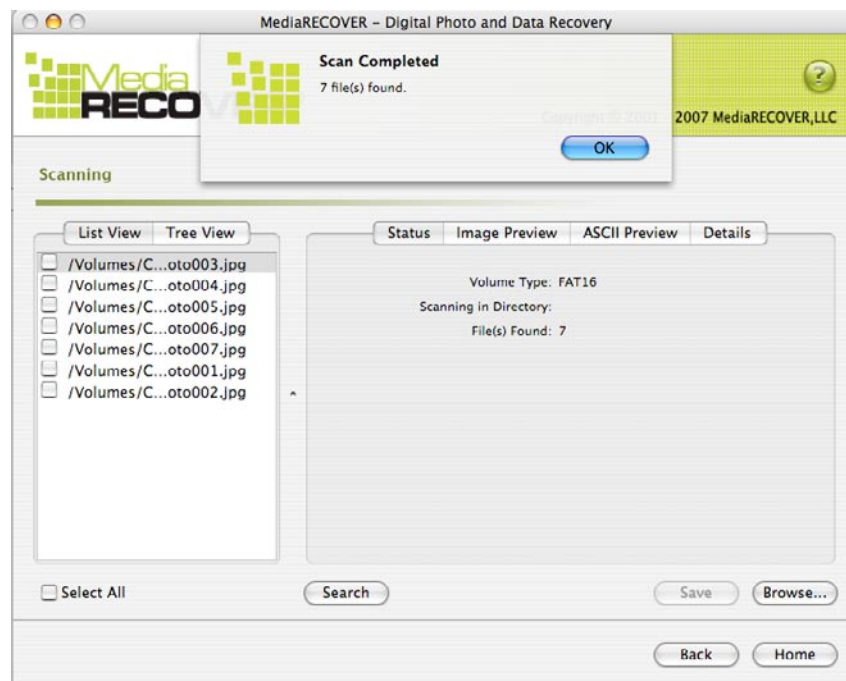 MediaRECOVER – Digital Photo and Data Recovery
Media
RECOVER
Scan Completed
7 file(s) found.
OK
Copyright © 2001 2007 MediaRECOVER,LLC
?
Scanning
List View Tree View
/Volumes/C...oto003.jpg
/Volumes/C...oto004.jpg
/Volumes/C...oto005.jpg
/Volumes/C...oto006.jpg
/Volumes/C...oto007.jpg
/Volumes/C...oto001.jpg
/Volumes/C...oto002.jpg
Status Image Preview ASCII Preview Details
Volume Type: FAT16
Scanning in Directory:
File(s) Found: 7
Select All
Search
Save
Browse...
Back
Home